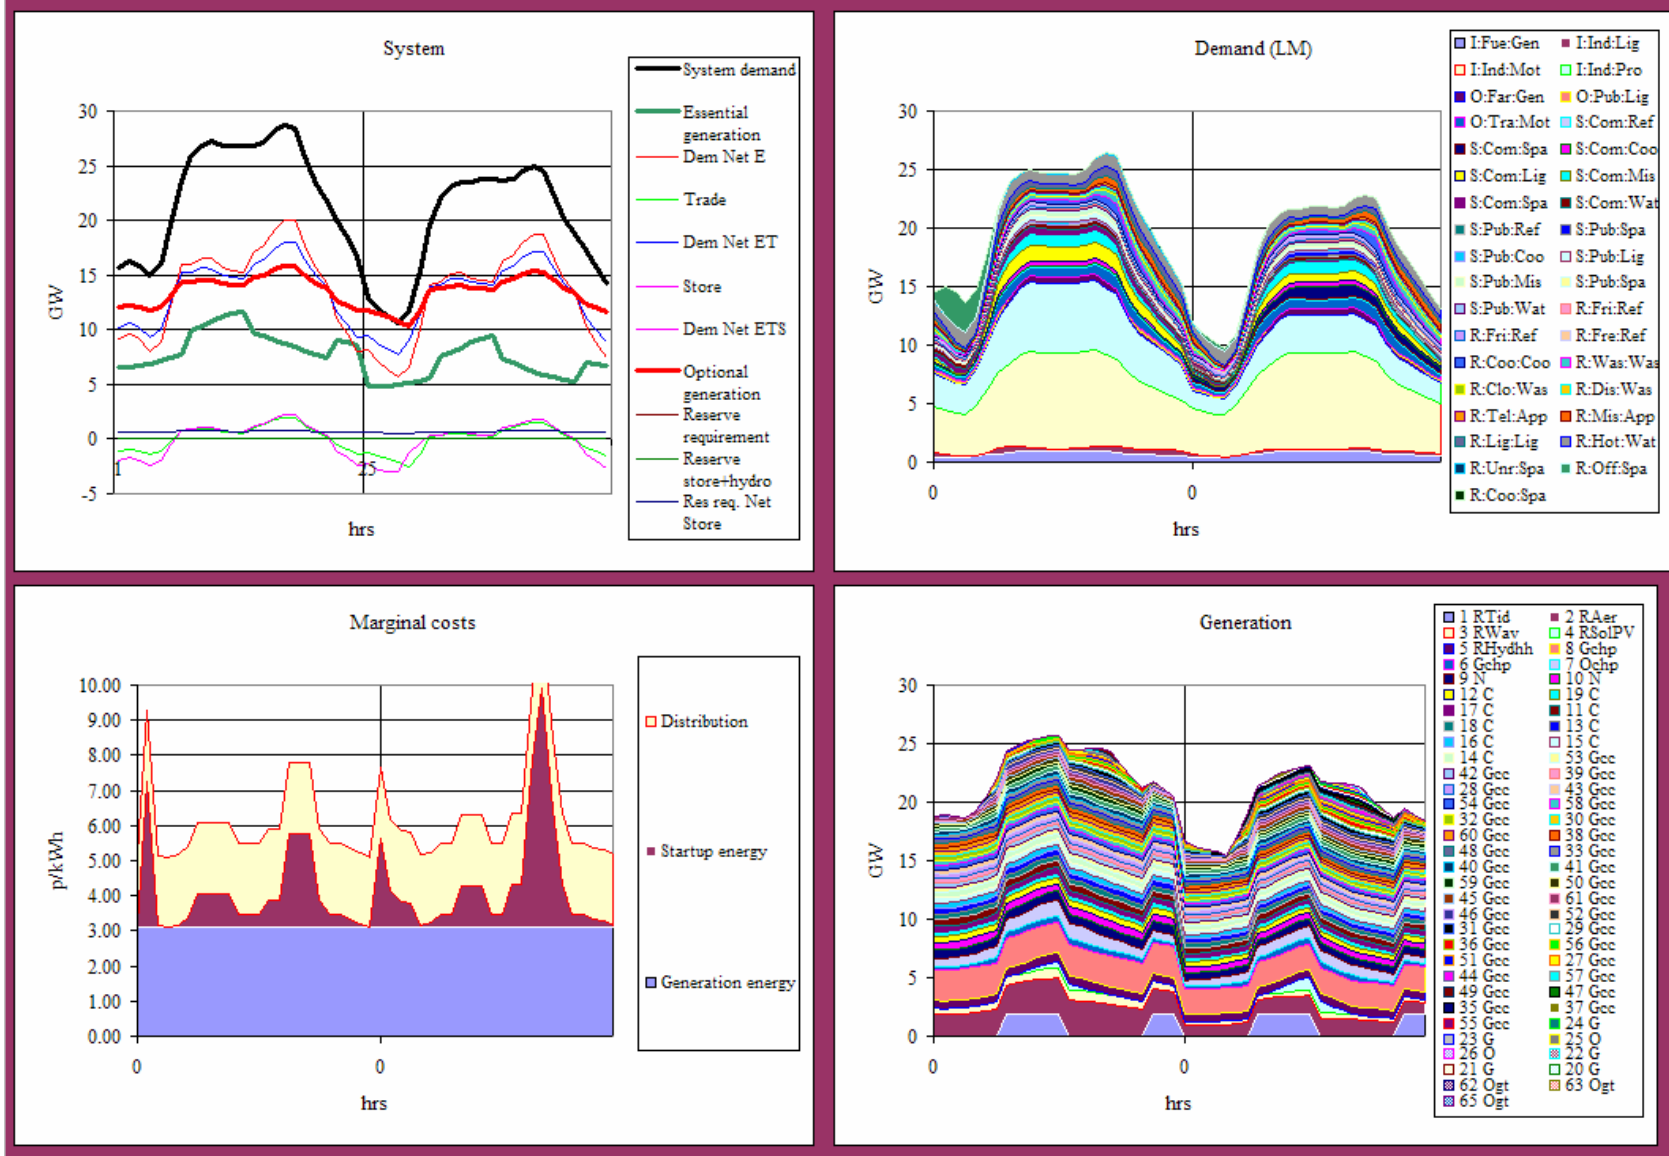 System
30
25
20
15
10
5
0
-5
GW
1
25
hrs
System demand
Essential
generation
Dem Net E
Trade
Dem Net ET
Store
Dem Net ETS
Optional
generation
Reserve
requirement
Reserve
store+hydro
Res req. Net
Store
Demand (LM)
30
25
20
15
10
5
0
GW
0
0
hrs
I:Fue:Gen I:Ind:Lig
I:Ind:Mot I:Ind:Pro
O:Far:Gen O:Pub:Lig
O:Tra:Mot S:Com:Ref
S:Com:Spa S:Com:Coo
S:Com:Lig S:Com:Mis
S:Com:Spa S:Com:Wat
S:Pub:Ref S:Pub:Spa
S:Pub:Coo S:Pub:Lig
S:Pub:Mis S:Pub:Spa
S:Pub:Wat R:Fri:Ref
R:Fri:Ref R:Fre:Ref
R:Coo:Coo R:Was:Was
R:Clo:Was R:Dis:Was
R:Tel:App R:Mis:App
R:Lig:Lig R:Hot:Wat
R:Unr:Spa R:Off:Spa
R:Coo:Spa
Marginal costs
10.00
9.00
8.00
7.00
6.00
5.00
4.00
3.00
2.00
1.00
0.00
p/kWh
0
0
hrs
Distribution
Startup energy
Generation energy
Generation
30
25
20
15
10
5
0
GW
0
0
hrs
1 RTid 2 RAer
3 RWav 4 RSolPV
5 RHydhh 8 Gchp
6 Gchp 7 Ochp
9 N 10 N
12 C 19 C
17 C 11 C
18 C 13 C
16 C 15 C
14 C 53 Gcc
42 Gcc 39 Gcc
28 Gcc 43 Gcc
54 Gcc 58 Gcc
32 Gcc 30 Gcc
60 Gcc 38 Gcc
48 Gcc 33 Gcc
40 Gcc 41 Gcc
59 Gcc 50 Gcc
45 Gcc 61 Gcc
46 Gcc 52 Gcc
31 Gcc 29 Gcc
36 Gcc 56 Gcc
51 Gcc 27 Gcc
44 Gcc 57 Gcc
49 Gcc 47 Gcc
35 Gcc 37 Gcc
55 Gcc 24 G
23 G 25 O
26 O 22 G
21 G 20 G
62 Ogt 63 Ogt
65 Ogt